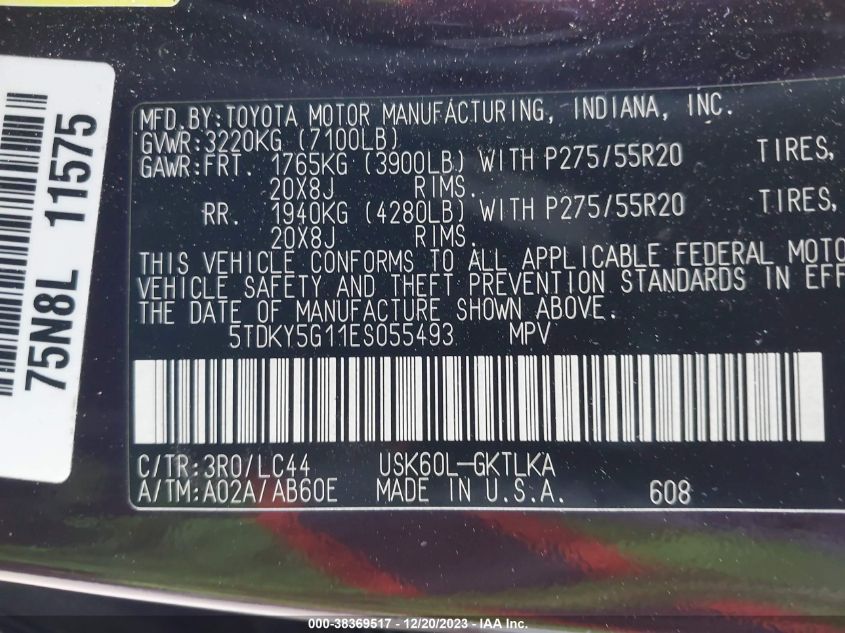 75N8L 11575
MFD.BY:TOYOTA MOTOR MANUFACTURING, INDIANA, INC.
GVWR:3220KG (7100LB)
GAWR:FRT. 1765KG (3900LB) WITH P275/55R20 TIRES,
20X8J RIMS.
RR. 1940KG (4280LB) WITH P275/55R20 TIRES,
20X8J RIMS.
THIS VEHICLE CONFORMS TO ALL APPLICABLE FEDERAL MOTO
VEHICLE SAFETY AND THEFT PREVENTION STANDARDS IN EFF
THE DATE OF MANUFACTURE SHOWN ABOVE.
5TDKY5G11ES055493 MPV
C/TR:3R0/LC44 USK60L-GKTLKA
A/TM:A02A/AB60E MADE IN U.S.A. 608
000-38369517 - 12/20/2023 - IAA Inc.